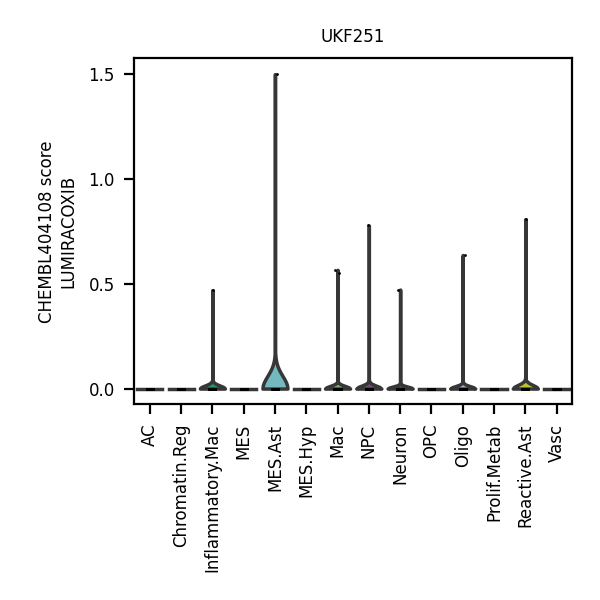 UKF251
CHEMBL404108 score
LUMIRACOXIB
1.5
1.0
0.5
0.0
AC
Chromatin.Reg
Inflammatory.Mac
MES
MES.Ast
MES.Hyp
Mac
NPC
Neuron
OPC
Oligo
Prolif.Metab
Reactive.Ast
Vasc